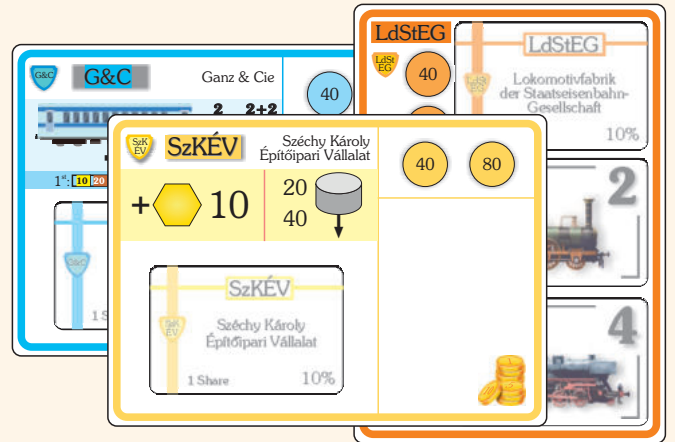 G&C
G&C
Ganz & Cie
2 2+2
40
1st: 10 20
G&C
1 S
LdStEG
LdSt
EG
40
LdStEG
LdSt
EG
Lokomotivfabrik
der Staatseisenbahn-
Gesellschaft
10%
2
4
SzK
ÉV
SzKÉV
Széchy Károly
Építőipari Vállalat
+ 10
20
40
40 80
SzKÉV
SzK
ÉV
Széchy Károly
Építőipari Vállalat
1 Share 10%